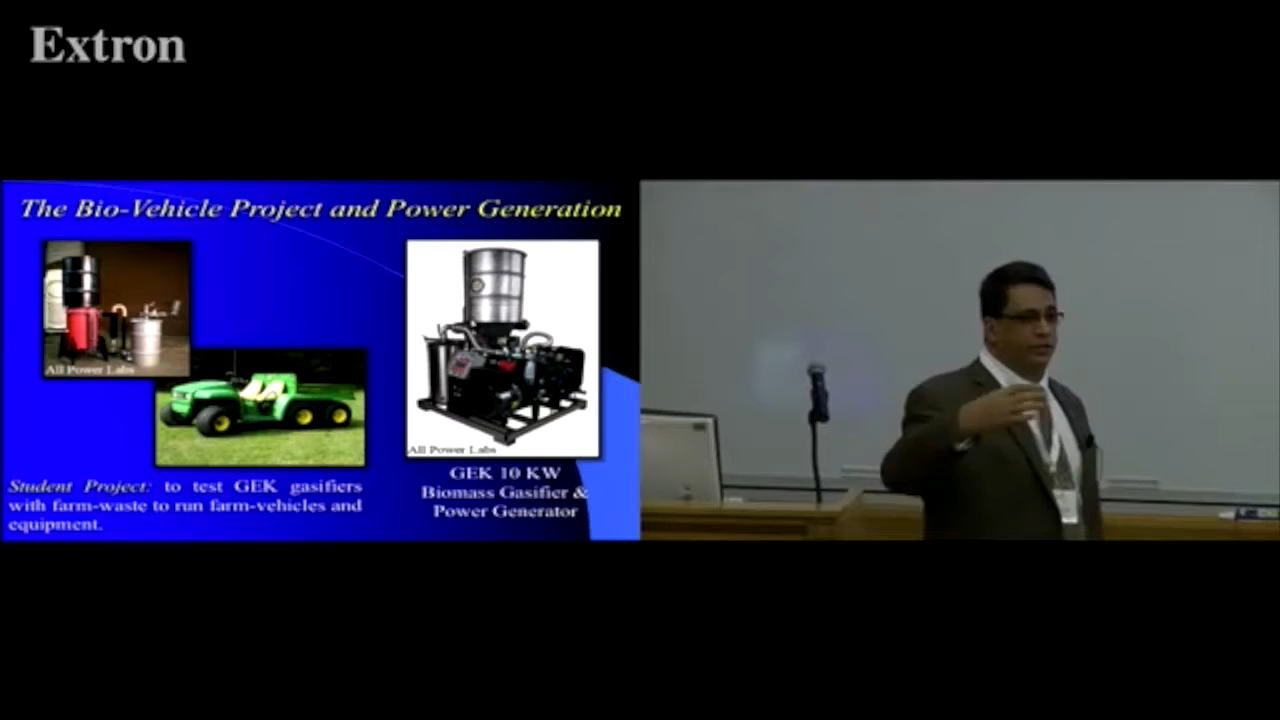 Extron
The Bio-Vehicle Project and Power Generation
All Power Labs
All Power Labs
Student Project: to test GEK gasifiers
with farm-waste to run farm-vehicles and
equipment.
GEK 10 KW
Biomass Gasifier &
Power Generator